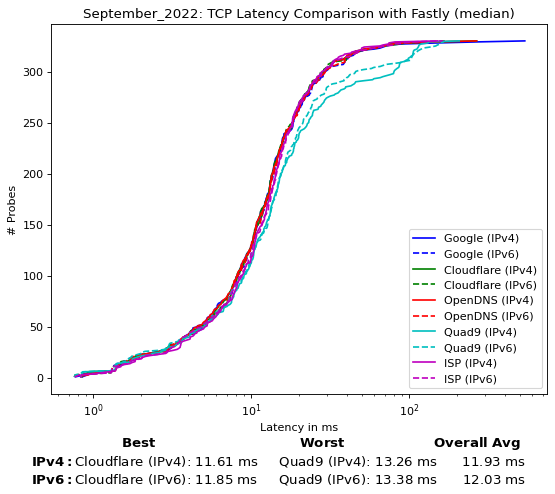 September_2022: TCP Latency Comparison with Fastly (median)
300
250
200
150
100
50
0
# Probes
Google (IPv4)
Google (IPv6)
Cloudflare (IPv4)
Cloudflare (IPv6)
OpenDNS (IPv4)
OpenDNS (IPv6)
Quad9 (IPv4)
Quad9 (IPv6)
ISP (IPv4)
ISP (IPv6)
10⁰ 10¹ 10²
Latency in ms
Best Worst Overall Avg
IPv4: Cloudflare (IPv4): 11.61 ms Quad9 (IPv4): 13.26 ms 11.93 ms
IPv6: Cloudflare (IPv6): 11.85 ms Quad9 (IPv6): 13.38 ms 12.03 ms